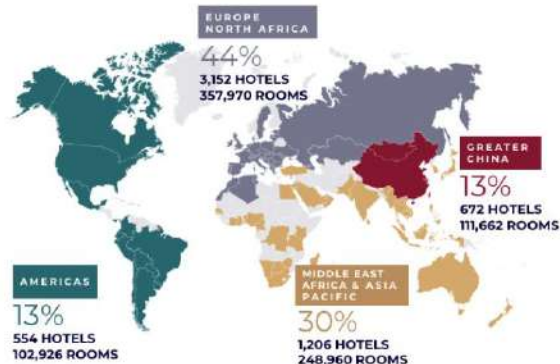 EUROPE
NORTH AFRICA
44%
3,152 HOTELS
357,970 ROOMS
GREATER
CHINA
13%
672 HOTELS
111,662 ROOMS
AMERICAS
13%
554 HOTELS
102,926 ROOMS
MIDDLE EAST
AFRICA & ASIA
PACIFIC
30%
1,206 HOTELS
248,960 ROOMS